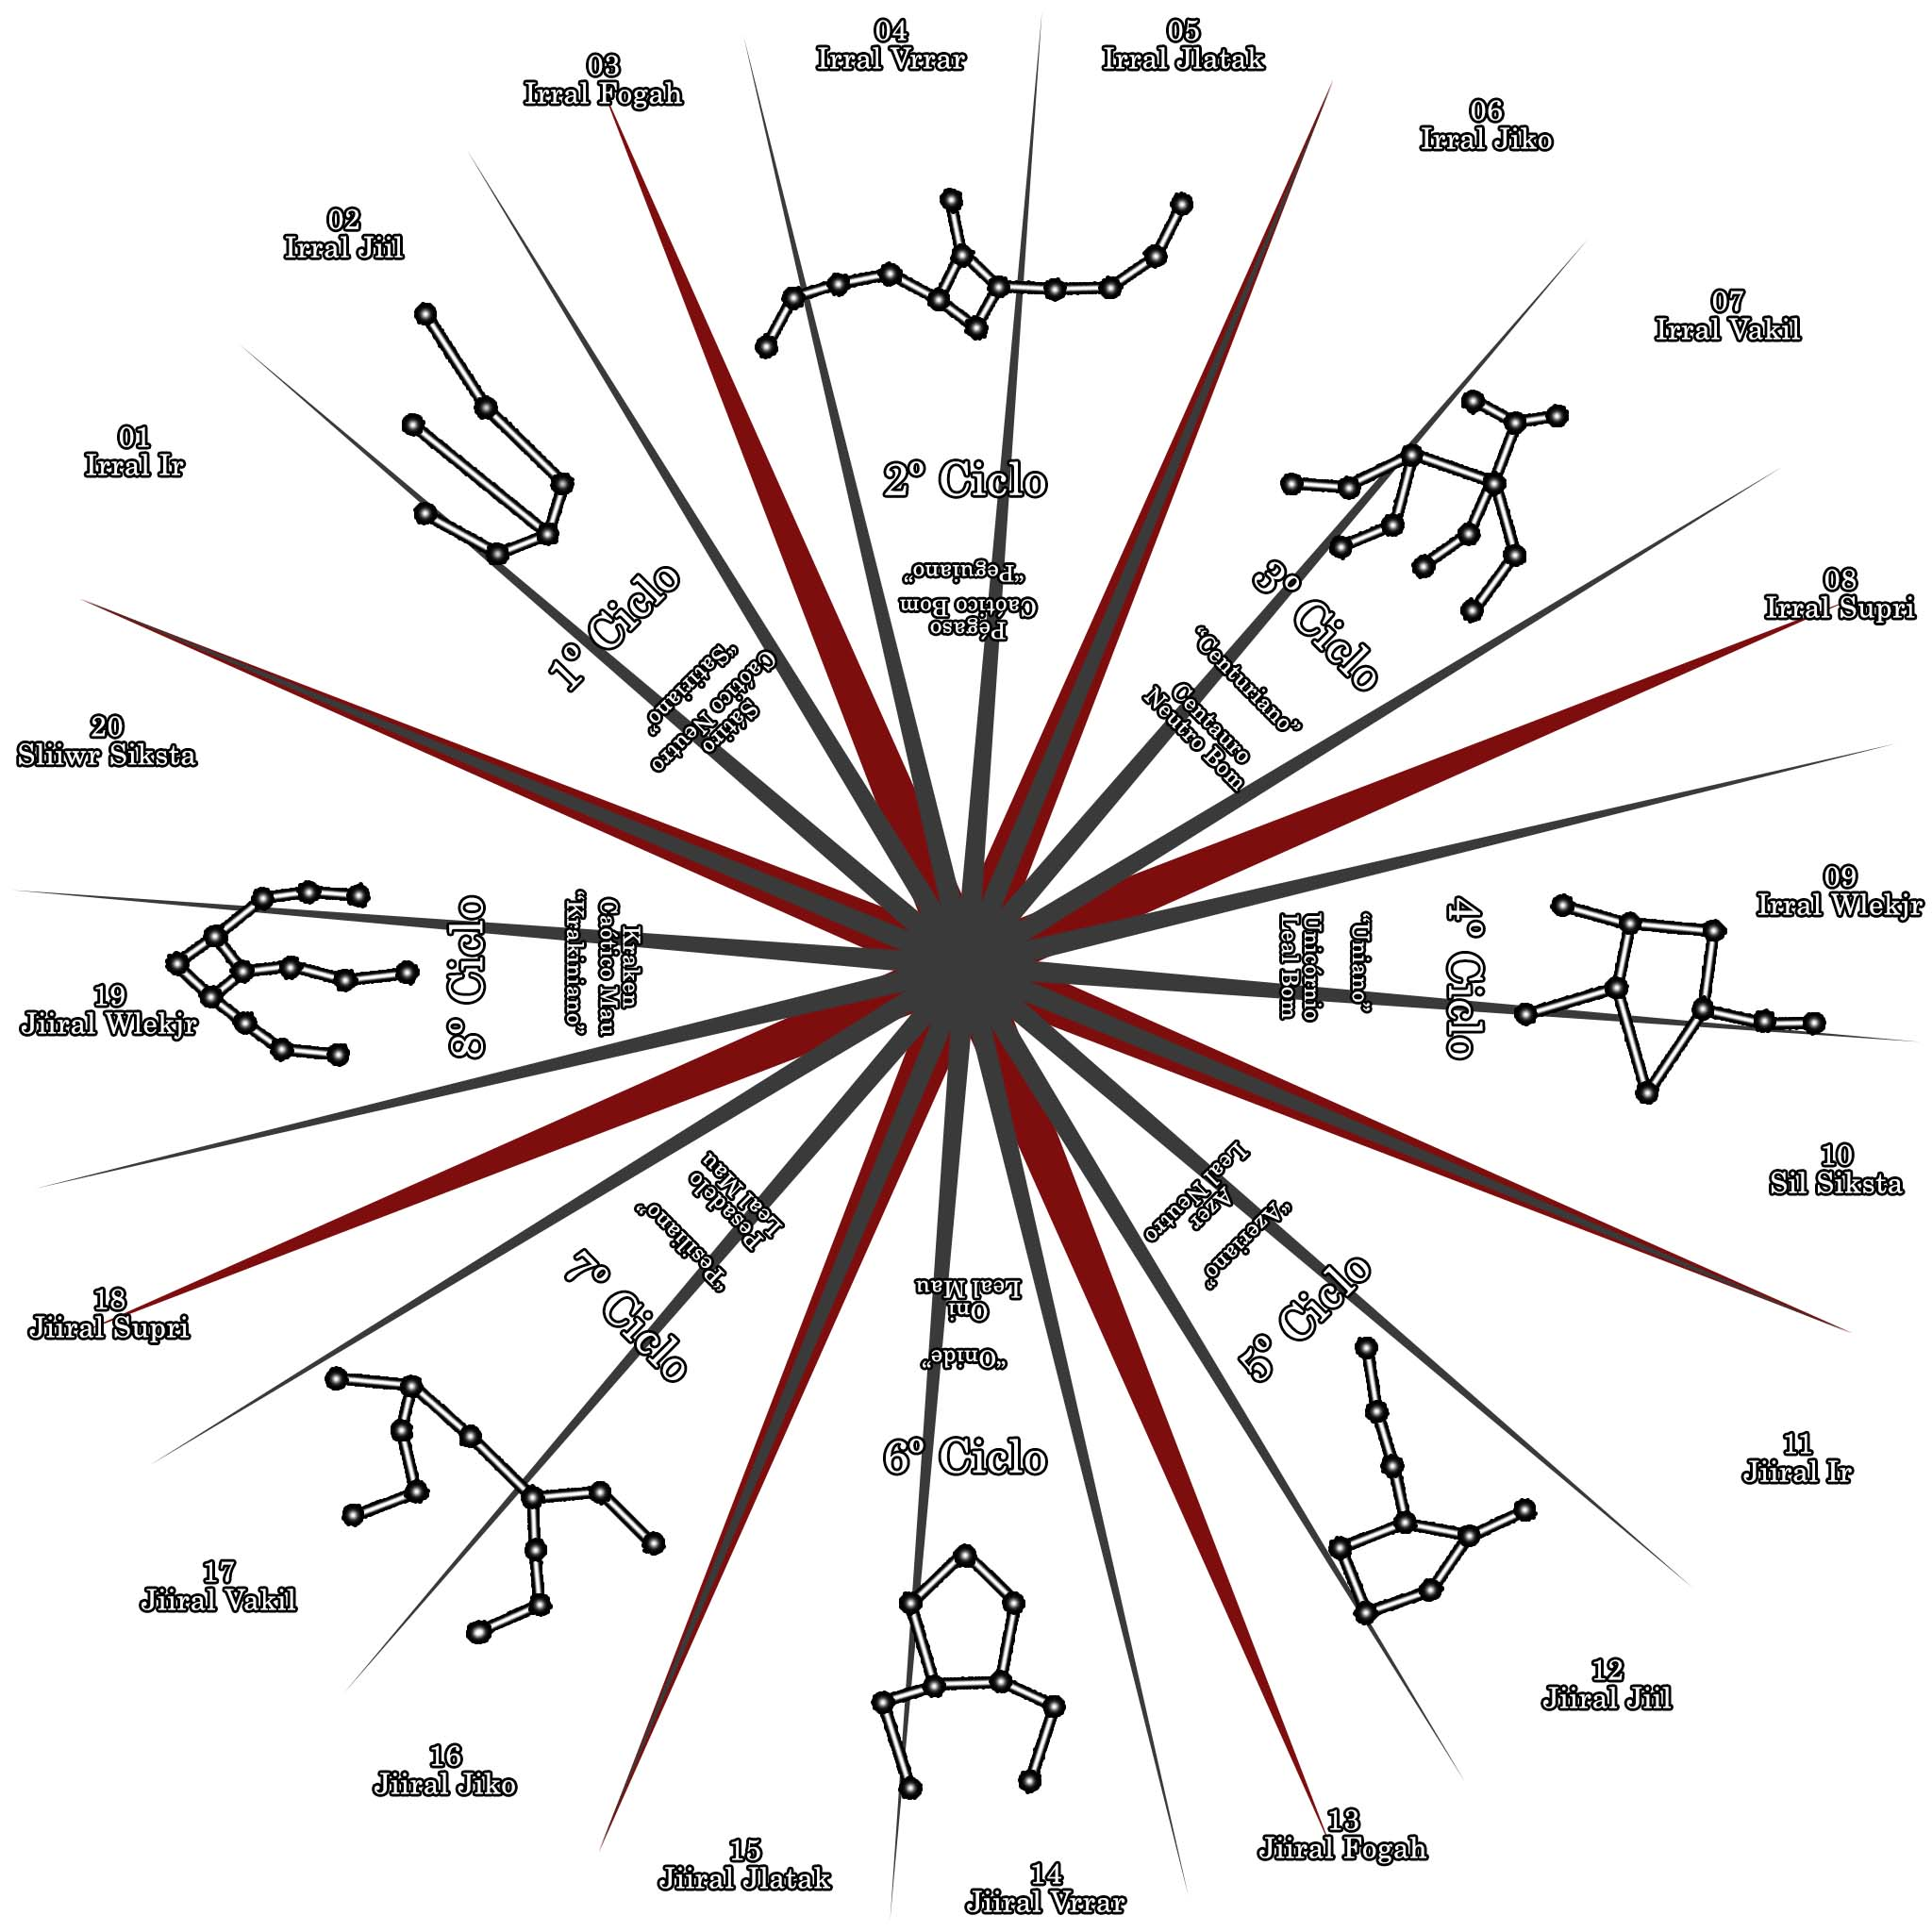 01
Irral Ir
02
Irral Jiil
03
Irral Fogah
04
Irral Vrrar
05
Irral Jlatak
06
Irral Jiko
07
Irral Vakil
08
Irral Supri
09
Irral Wlekjr
10
Sil Siksta
11
Jiiral Ir
12
Jiiral Jiil
13
Jiiral Fogah
14
Jiiral Vrrar
15
Jiiral Jlatak
16
Jiiral Jiko
17
Jiiral Vakil
18
Jiiral Supri
19
Jiiral Wlekjr
20
Sliiwr Siksta
1º Ciclo
Sátiro
Caótico Neutro
“Satiriano”
2º Ciclo
Pégaso
Caótico Bom
“Peguiano”
3º Ciclo
“Centuriano”
Centauro
Neutro Bom
4º Ciclo
“Uniano”
Unicórnio
Leal Bom
5º Ciclo
Leal Neutro
Azer
“Azeriano”
6º Ciclo
Leal Mau
Oni
“Onide”
7º Ciclo
Leal Mau
Pesadelo
“Pesiliano”
8º Ciclo
Kraken
Caótico Mau
“Krakiniano”